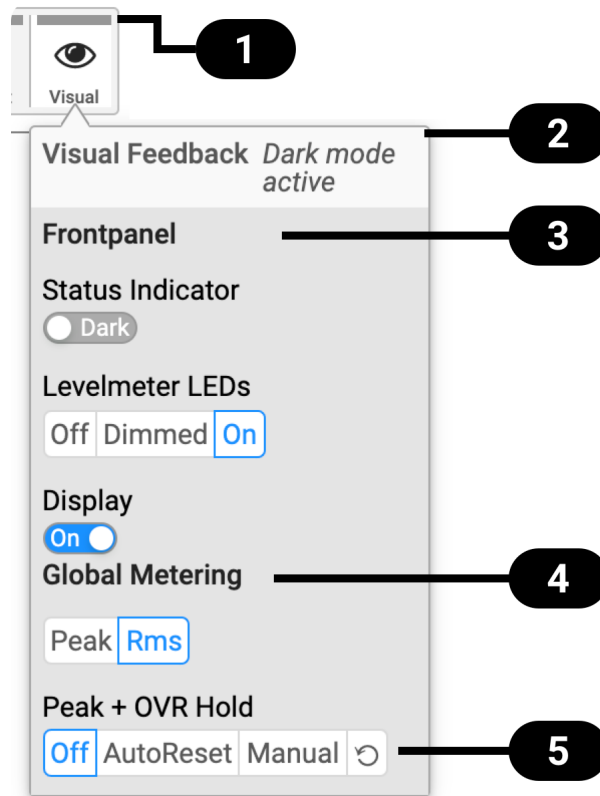 1
Visual
2
Visual Feedback Dark mode
active
Frontpanel
3
Status Indicator
Dark
Levelmeter LEDs
Off Dimmed On
Display
On
Global Metering
4
Peak Rms
Peak + OVR Hold
Off AutoReset Manual
5